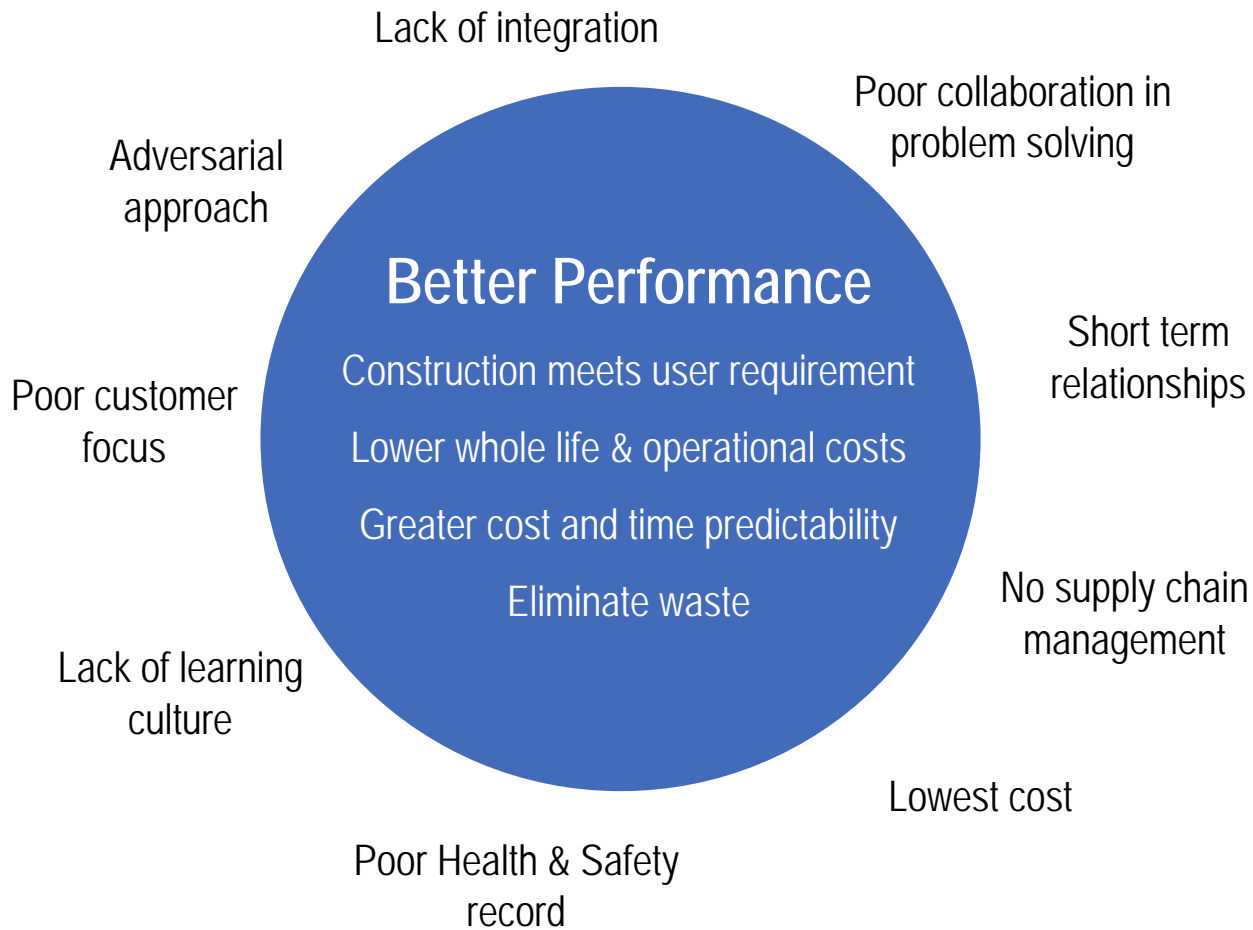 Lack of integration
Poor collaboration in
problem solving
Adversarial
approach
Better Performance
Short term
relationships
Construction meets user requirement
Poor customer
focus
Lower whole life & operational costs
Greater cost and time predictability
No supply chain
management
Eliminate waste
Lack of learning
culture
Lowest cost
Poor Health & Safety
record